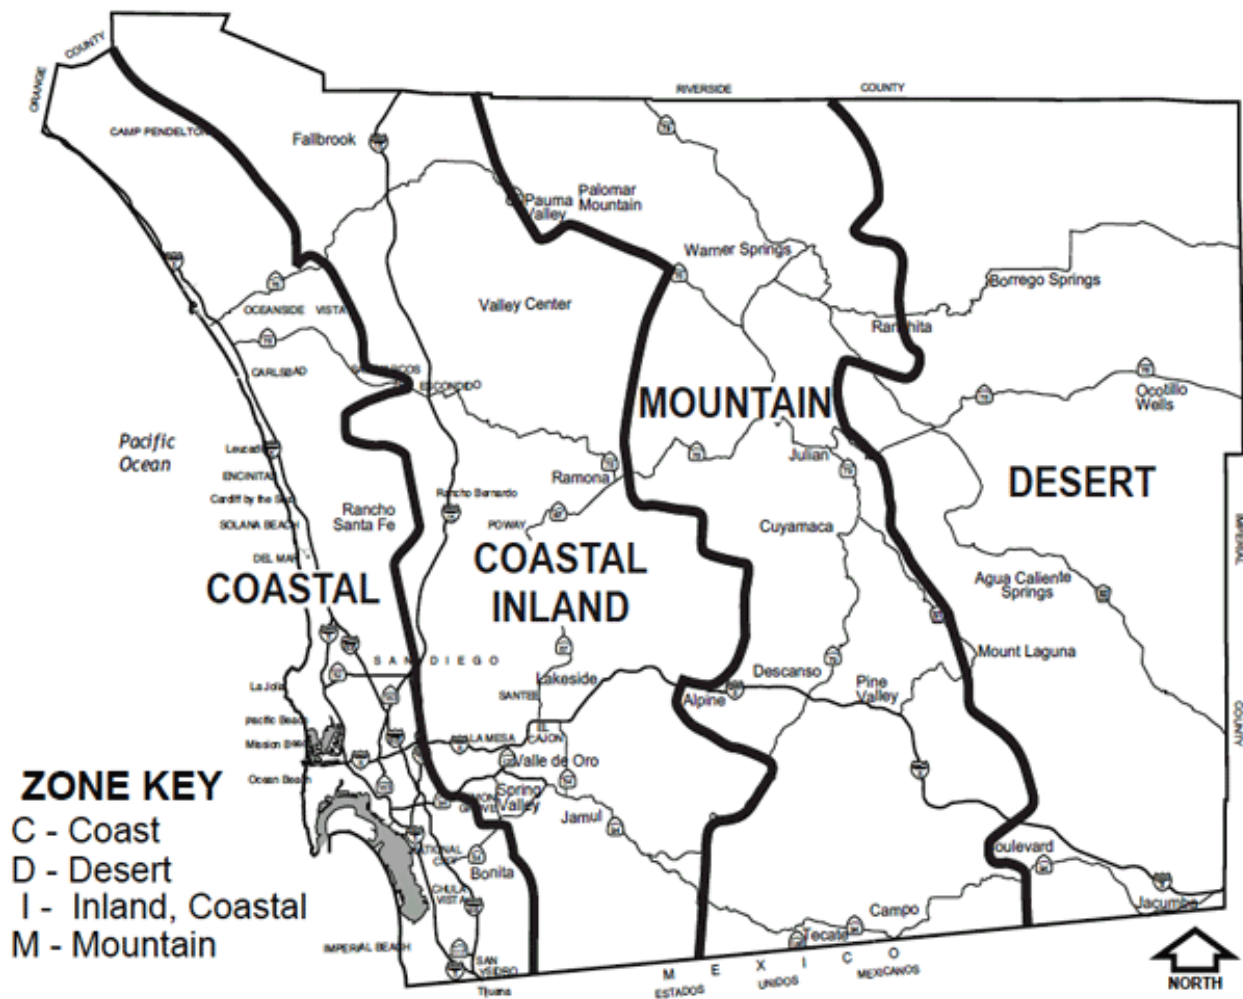 ORANGE
COUNTY
RIVERSIDE
COUNTY
CAMP PENDELTON
Fallbrook
Pauma
Valley
Palomar
Mountain
Warner Springs
Borrego Springs
Valley Center
OCEANSIDE
VISTA
Ranchita
CARLSBAD
ESCONDIDO
MOUNTAIN
Ocotillo
Wells
Pacific
Ocean
Julian
Ramona
DESERT
ENCINITAS
Cardiff by the Sea
Rancho Bernardo
Rancho
Santa Fe
SOLANA BEACH
POWAY
Cuyamaca
IMPERIAL
DEL MAR
COASTAL
COASTAL
INLAND
Agua Caliente
Springs
Mount Laguna
SAN DIEGO
Lakeside
Descanso
La Jolla
SANTEE
Alpine
Pine
Valley
COUNTY
Pacific Beach
Mission Beach
LA MESA
EL
CAJON
Ocean Beach
Valle de Oro
Spring
Valley
Jamul
ZONE KEY
C - Coast
D - Desert
I - Inland, Coastal
M - Mountain
NATIONAL
CITY
Bonita
CHULA
VISTA
Boulevard
Jacumba
Campo
Tecate
IMPERIAL BEACH
SAN
YSIDRO
Tijuana
MEXICO
ESTADOS
UNIDOS
MEXICANOS
NORTH